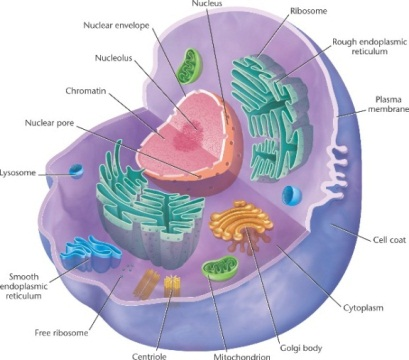 Nucleus
Nuclear envelope
Ribosome
Nucleolus
Rough endoplasmic
reticulum
Chromatin
Plasma
membrane
Nuclear pore
Lysosome
Cell coat
Smooth
endoplasmic
reticulum
Cytoplasm
Free ribosome
Golgi body
Centriole
Mitochondrion